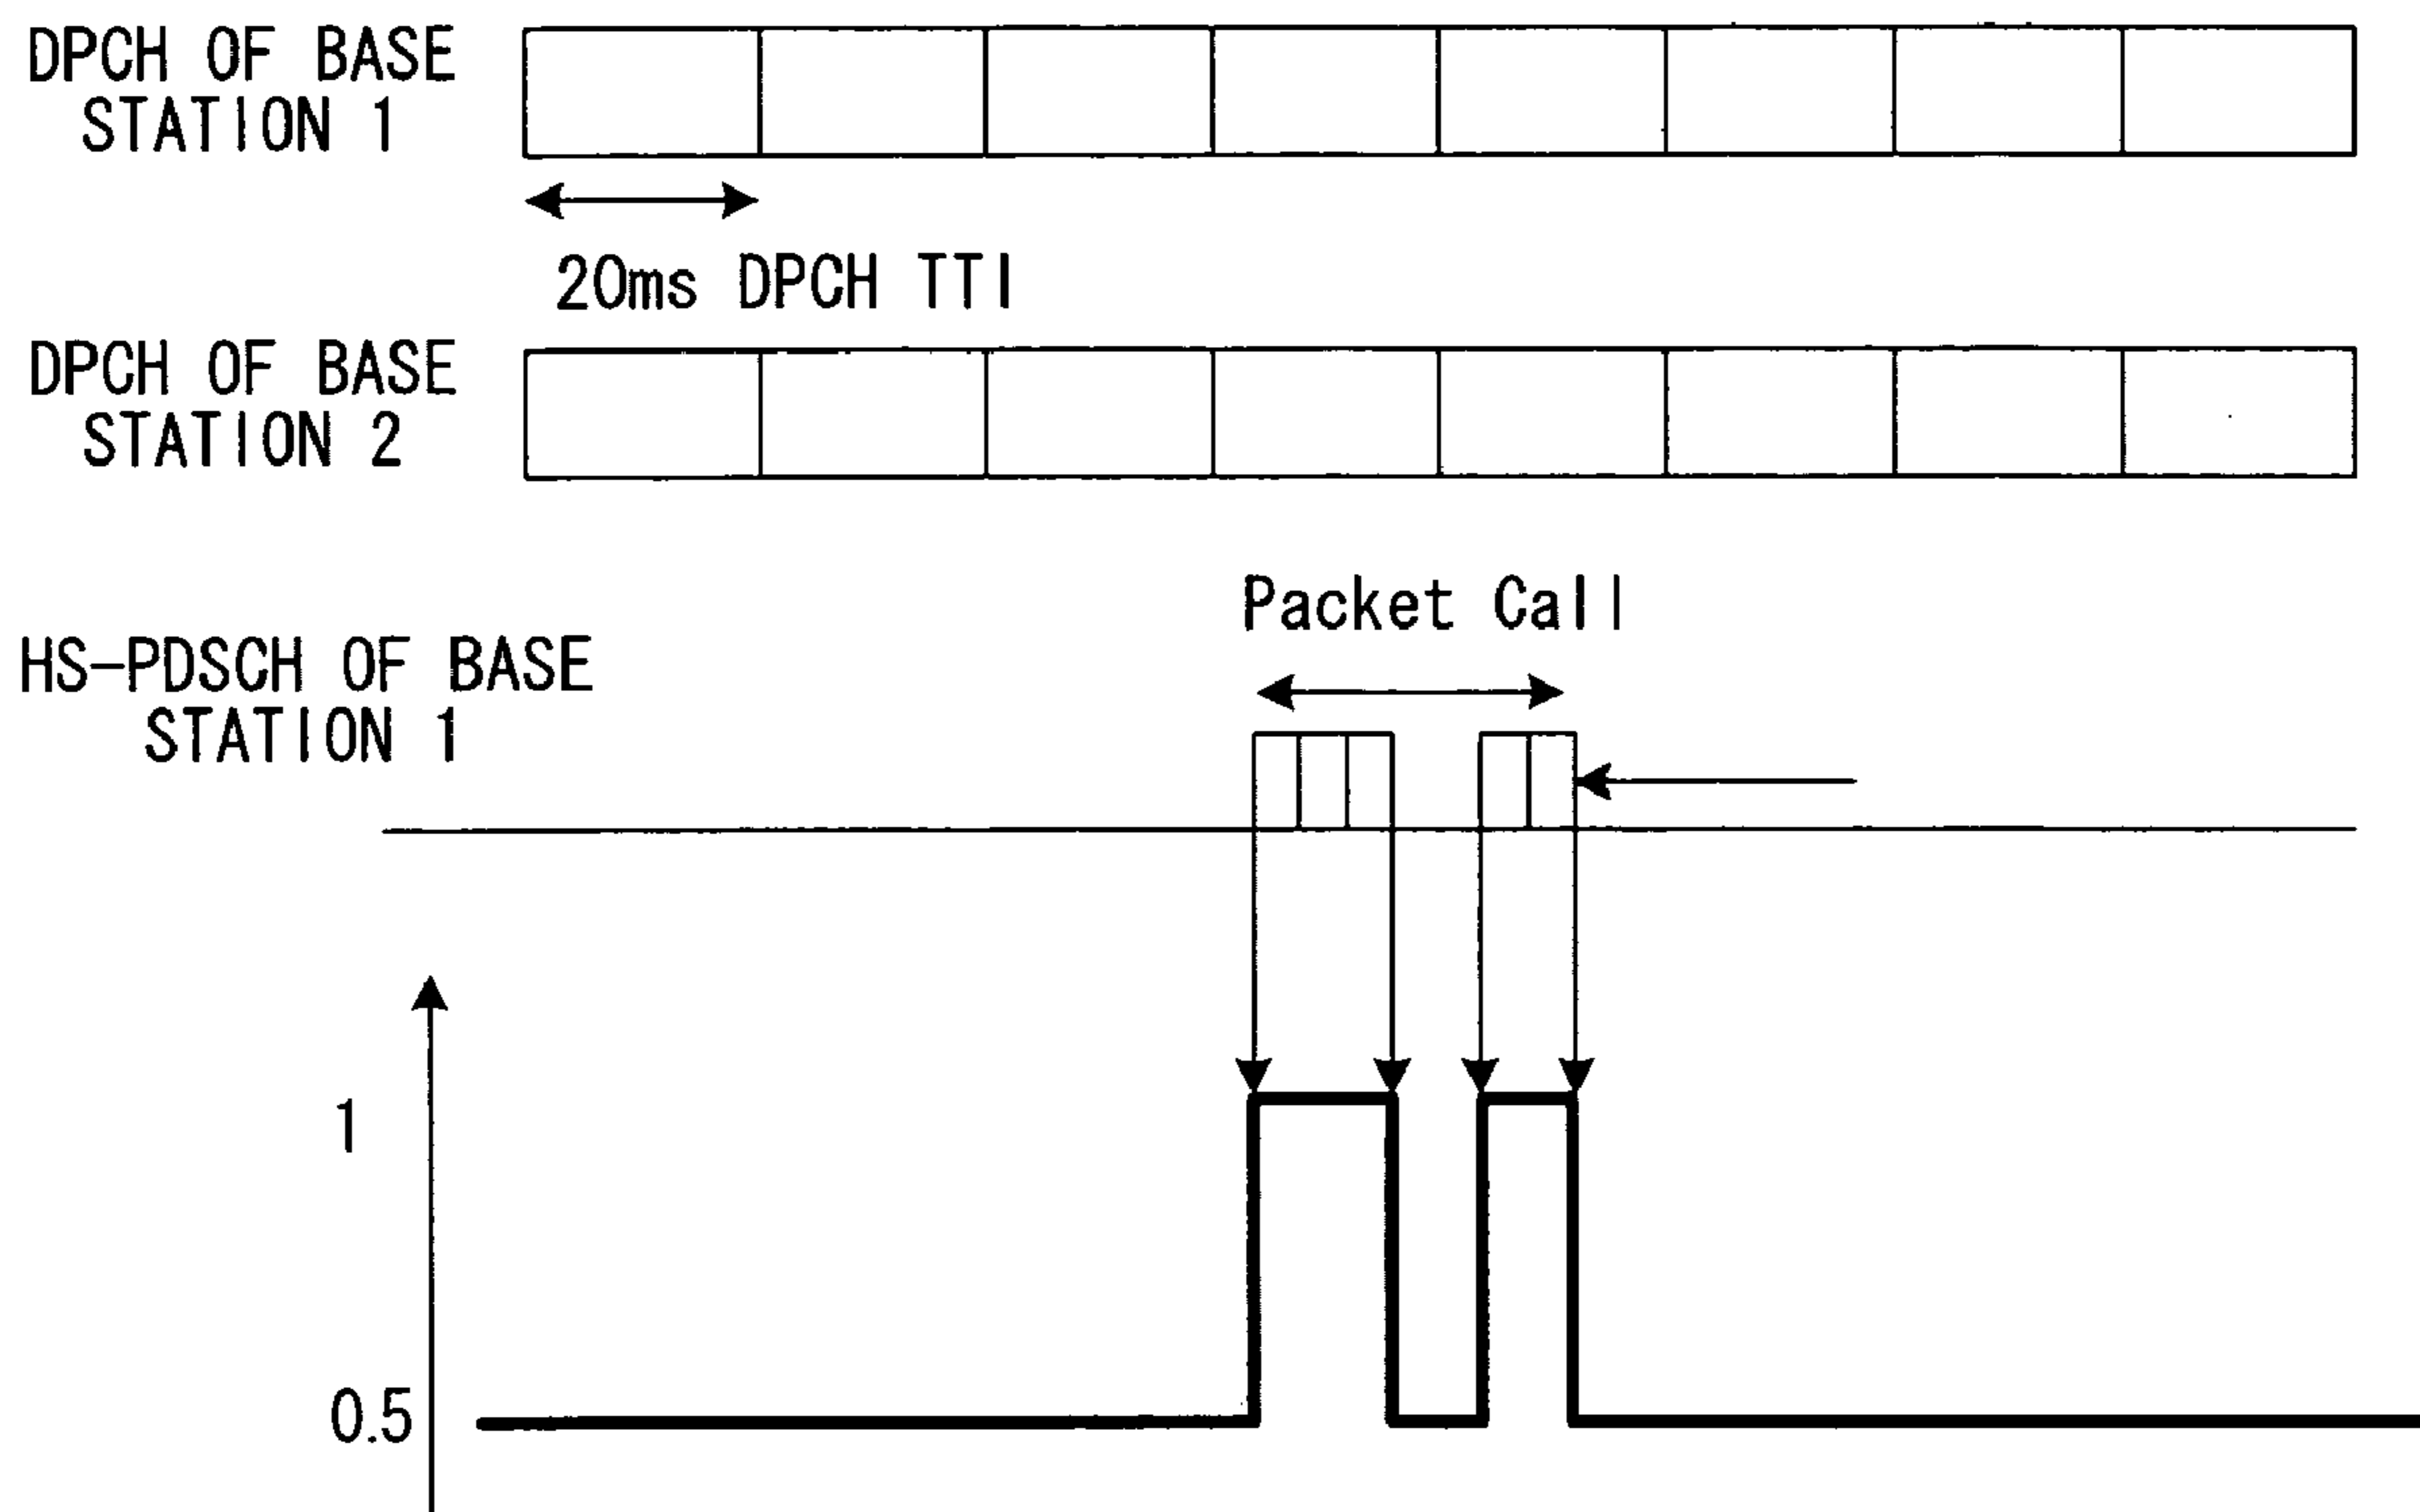 DPCH OF BASE
STATION 1
20ms DPCH TTI
DPCH OF BASE
STATION 2
Packet Call
HS-PDSCH OF BASE
STATION 1
1
0.5